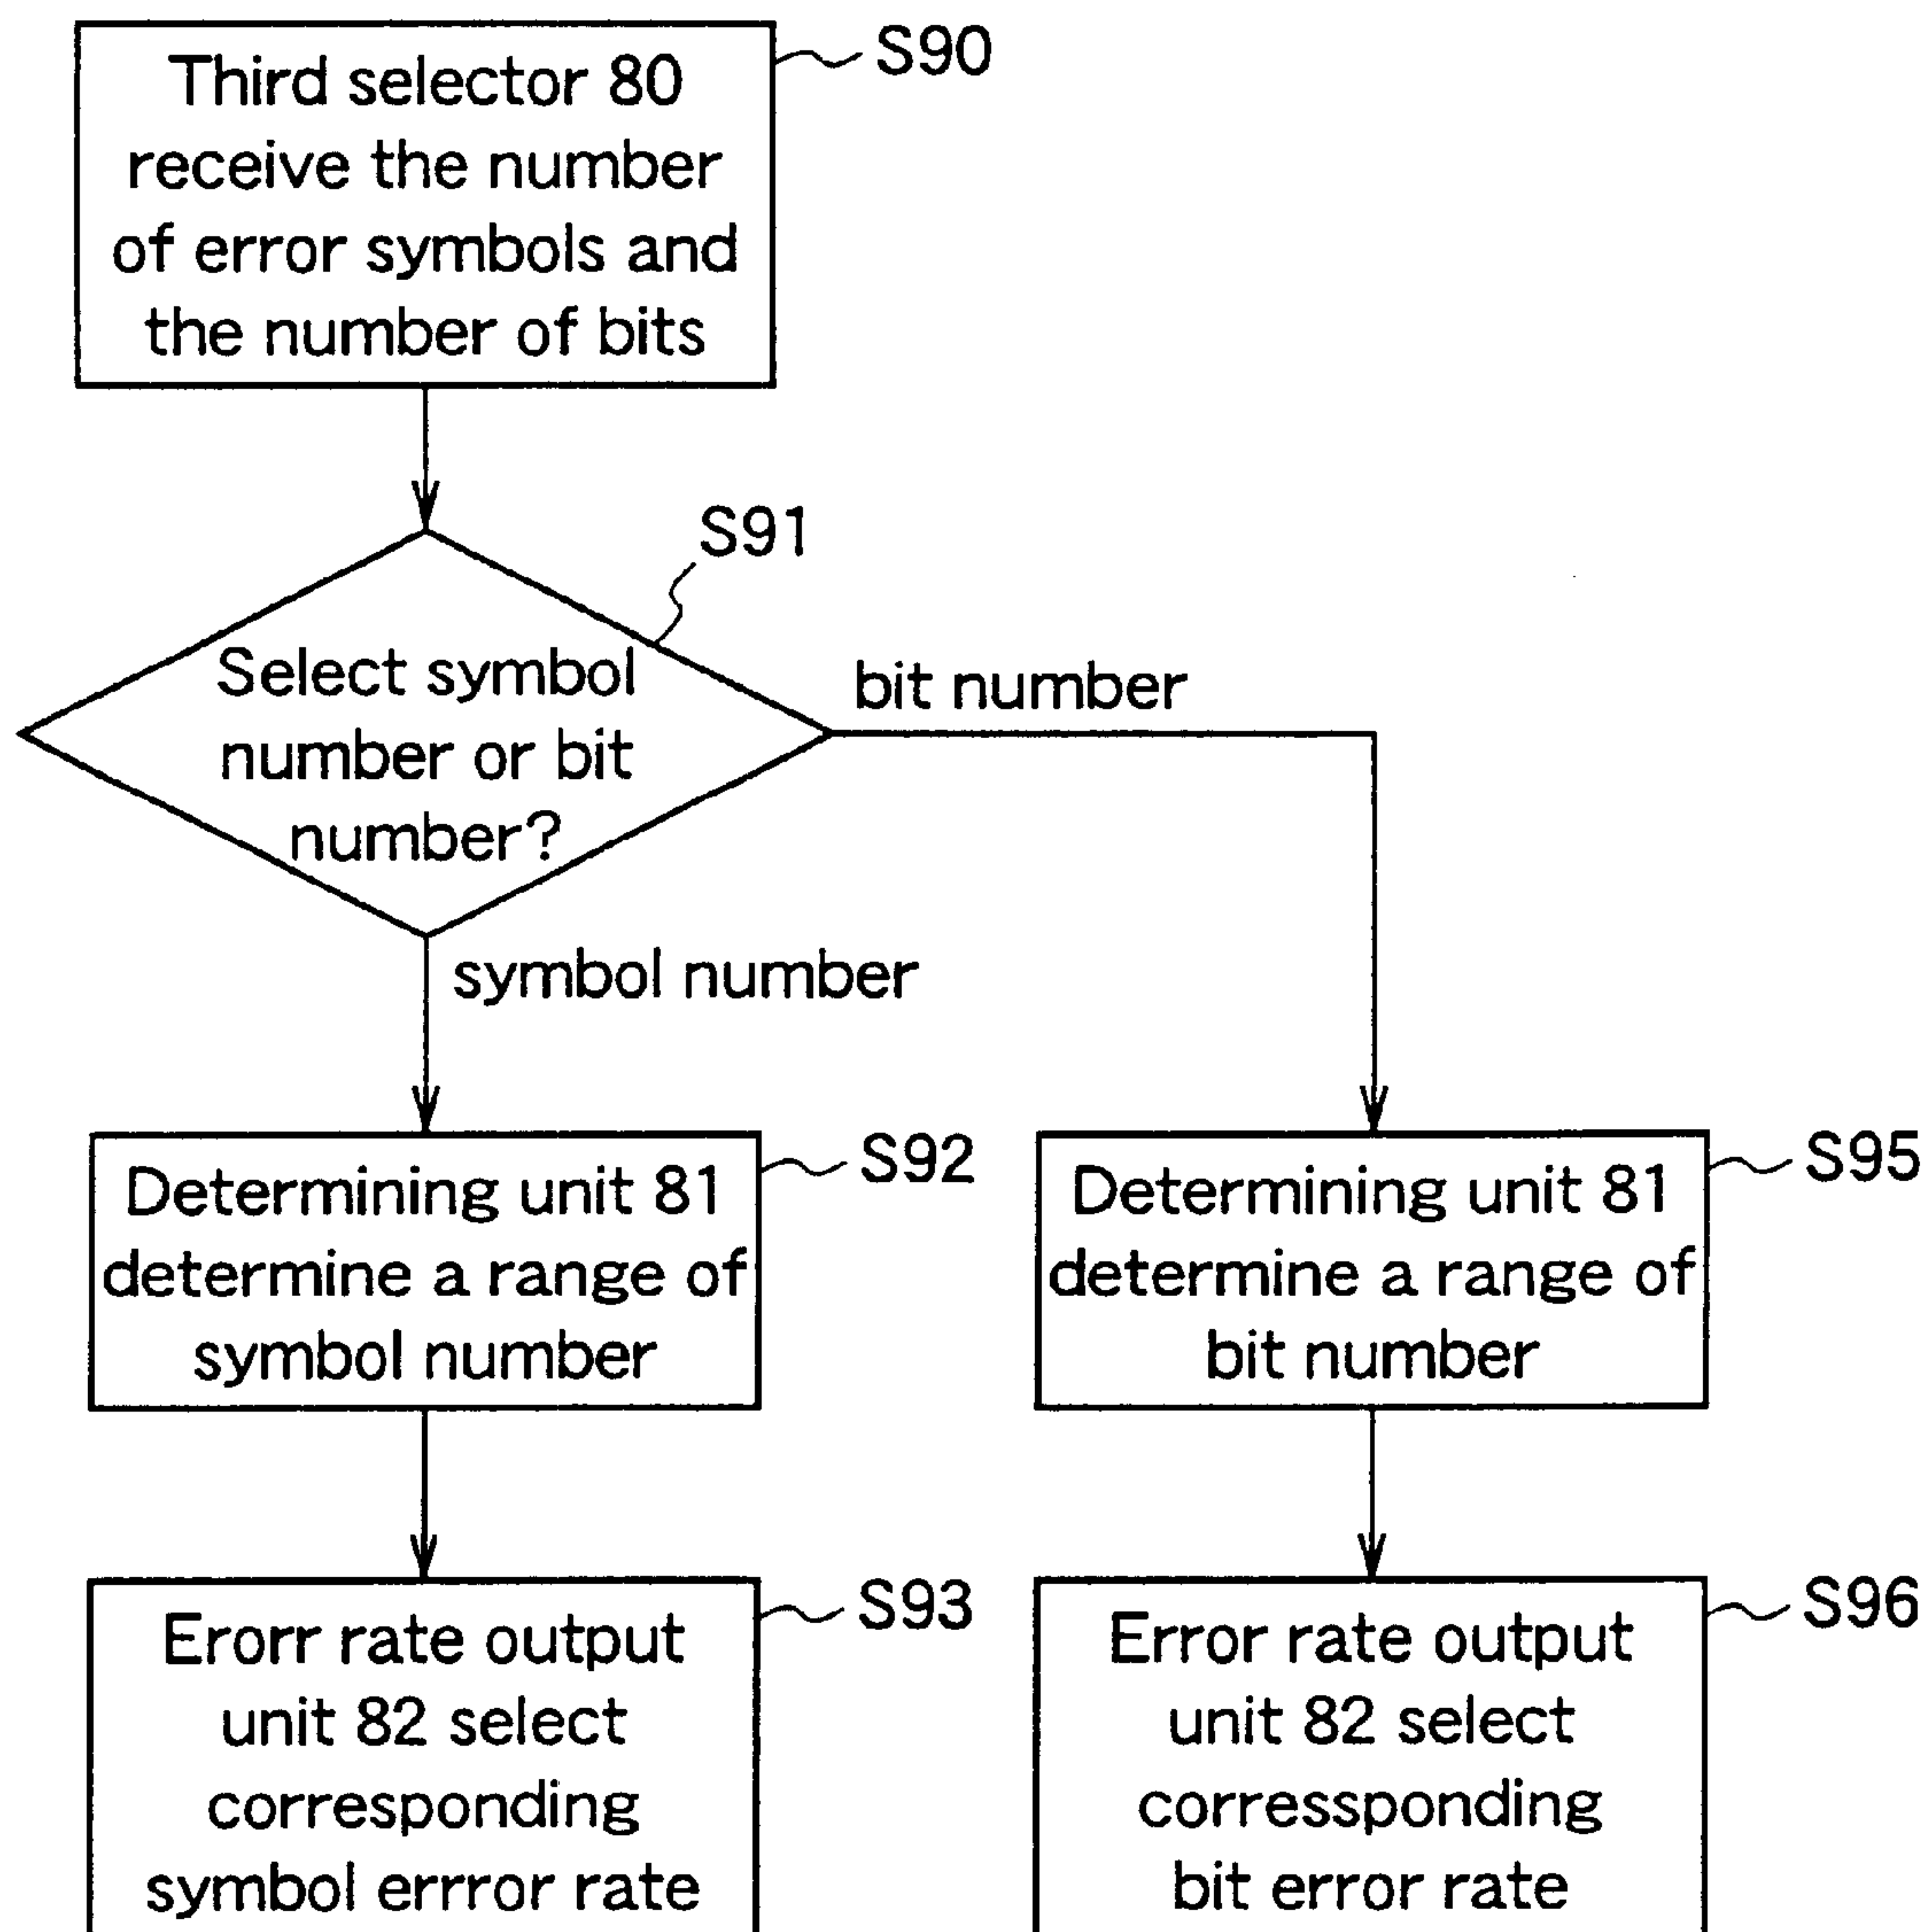 Third selector 80
receive the number
of error symbols and
the number of bits
S90
S91
Select symbol
number or bit
number?
bit number
symbol number
Determining unit 81
determine a range of
symbol number
S92
Determining unit 81
determine a range of
bit number
S95
Erorr rate output
unit 82 select
corresponding
symbol errror rate
S93
Error rate output
unit 82 select
corressponding
bit error rate
S96